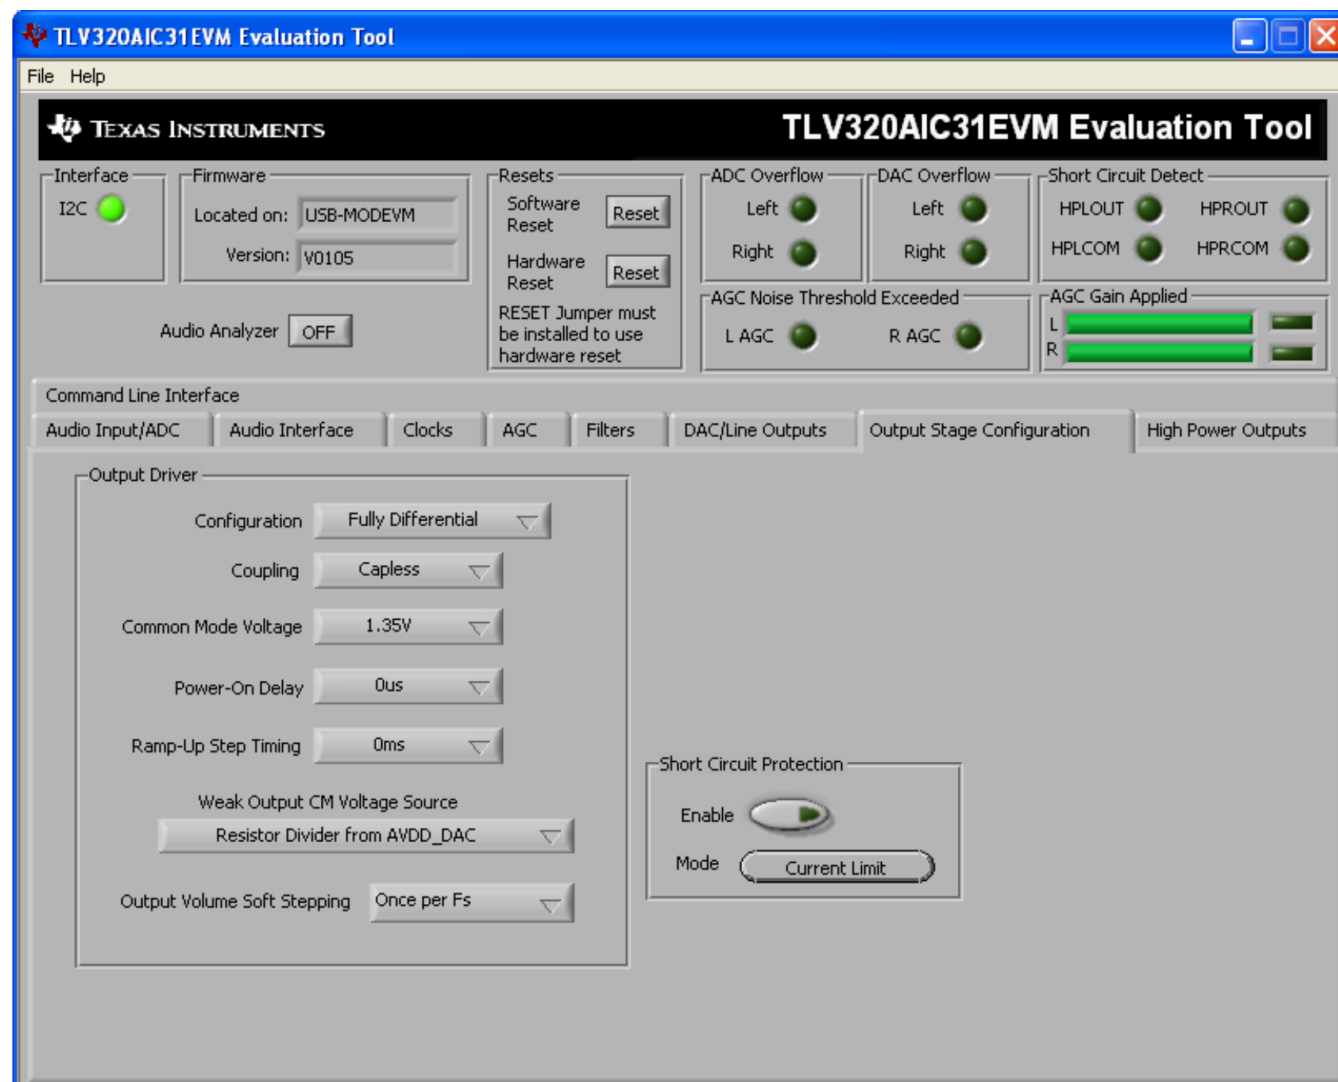 TLV320AIC31EVM Evaluation Tool
File Help
TEXAS INSTRUMENTS
TLV320AIC31EVM Evaluation Tool
Interface
I2C
Firmware
Located on: USB-MODEVM
Version: V0105
Audio Analyzer OFF
Resets
Software
Reset
Reset
Hardware
Reset
Reset
RESET Jumper must
be installed to use
hardware reset
ADC Overflow
Left
Right
DAC Overflow
Left
Right
Short Circuit Detect
HPLOUT HPROUT
HPLCOM HPRCOM
AGC Noise Threshold Exceeded
L AGC R AGC
AGC Gain Applied
L
R
Command Line Interface
Audio Input/ADC Audio Interface Clocks AGC Filters DAC/Line Outputs Output Stage Configuration High Power Outputs
Output Driver
Configuration Fully Differential
Coupling Capless
Common Mode Voltage 1.35V
Power-On Delay 0us
Ramp-Up Step Timing 0ms
Weak Output CM Voltage Source
Resistor Divider from AVDD_DAC
Output Volume Soft Stepping Once per Fs
Short Circuit Protection
Enable
Mode Current Limit